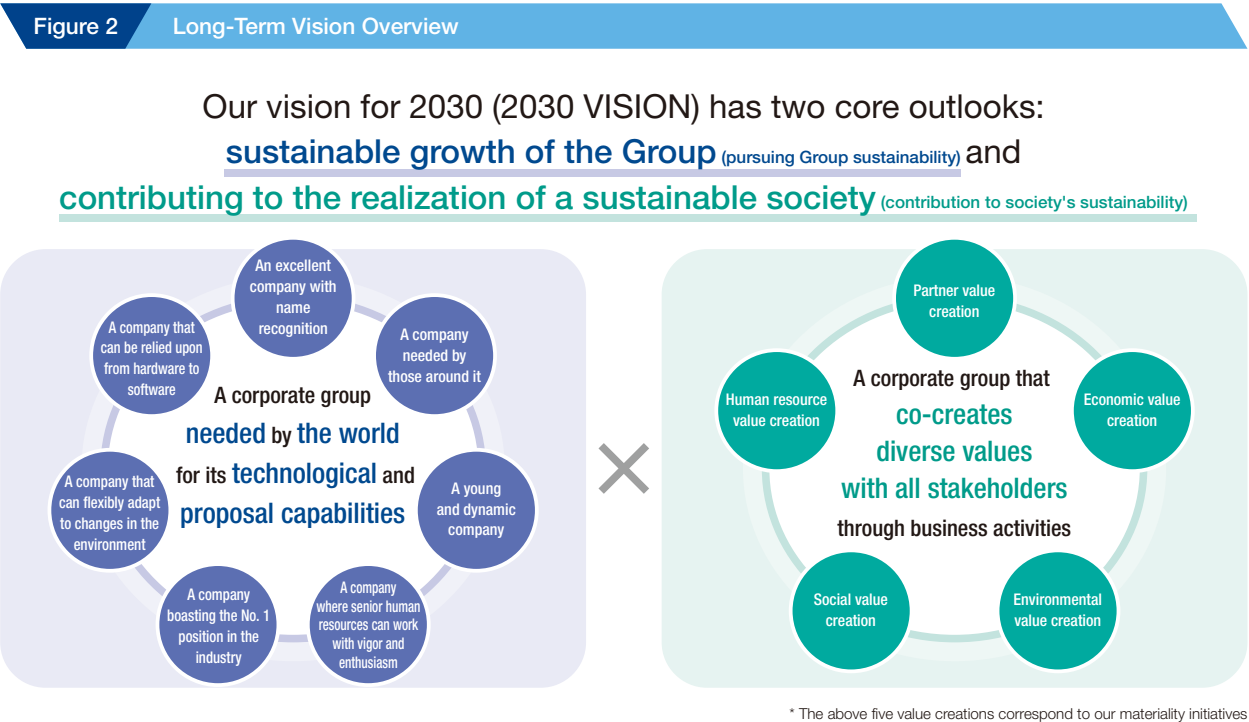 Figure 2
Long-Term Vision Overview
Our vision for 2030 (2030 VISION) has two core outlooks:
sustainable growth of the Group (pursuing Group sustainability) and
contributing to the realization of a sustainable society (contribution to society's sustainability)
An excellent
company with
name
recognition
A company
needed by
those around it
A young
and dynamic
company
A company
where senior human
resources can work
with vigor and
enthusiasm
A company
boasting the No. 1
position in the
industry
A company that
can flexibly adapt
to changes in the
environment
A company that
can be relied upon
from hardware to
software
A corporate group
needed by the world
for its technological and
proposal capabilities
×
Partner value
creation
Economic value
creation
Environmental
value creation
Social value
creation
Human resource
value creation
A corporate group that
co-creates
diverse values
with all stakeholders
through business activities
* The above five value creations correspond to our materiality initiatives